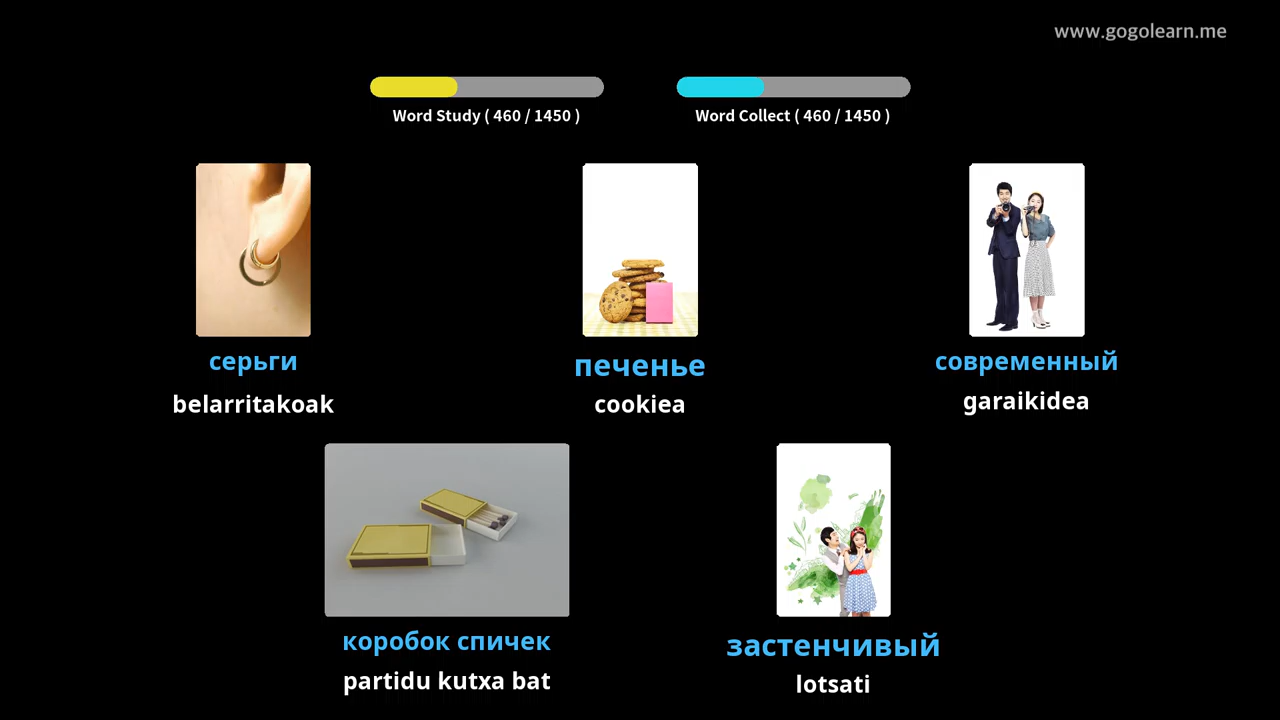 www.gogolearn.me
Word Study ( 460 / 1450 )
Word Collect ( 460 / 1450 )
серьги
belarritakoak
печенье
cookiea
современный
garaikidea
коробок спичек
partidu kutxa bat
застенчивый
lotsati